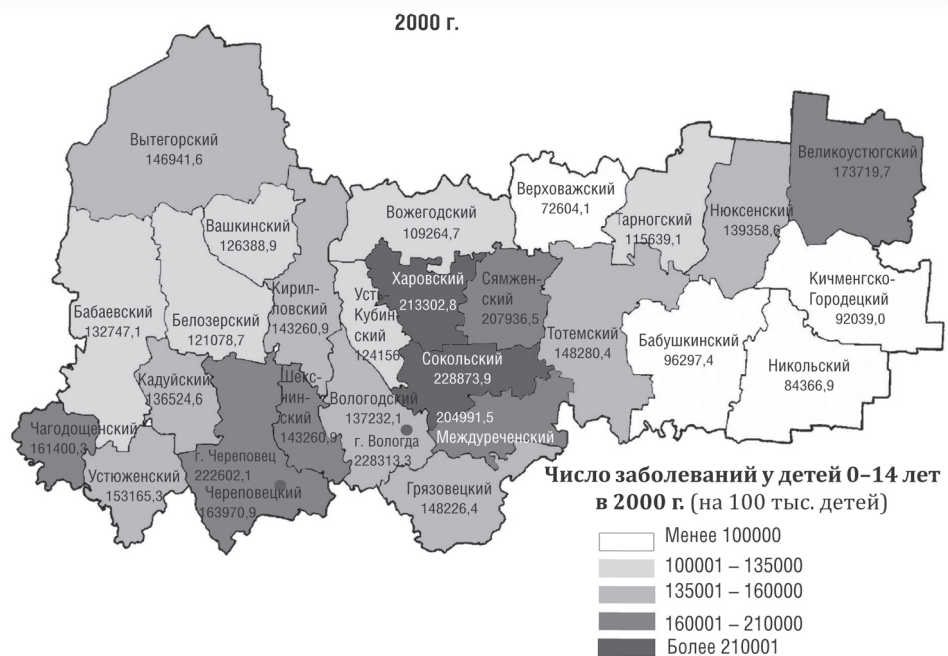 2000 г.
Вытегорский
146941,6
Великоустюгский
173719,7
Верховажский
72604,1
Вожегодский
109264,7
Тарногский
115639,1
Нюксенский
139358,6
Вашкинский
126388,9
Бабаевский
132747,1
Белозерский
121078,7
Кирил-
ловский
143260,9
Усть-
Кубин-
ский
124156
Харовский
213302,8
Сямжен-
ский
207936,5
Тотемский
148280,4
Кичменгско-
Городецкий
92039,0
Бабушкинский
96297,4
Никольский
84366,9
Сокольский
228873,9
Кадуйский
136524,6
Шекс-
нин-
ский
143260,9
Вологодский
137232,1
г. Вологда
228313,3
204991,5
Междуреченский
Чагодощенский
161400,3
Устюженский
153165,3
г. Череповец
222602,1
Череповецкий
163970,9
Грязовецкий
148226,4
Число заболеваний у детей 0–14 лет
в 2000 г. (на 100 тыс. детей)
Менее 100000
100001 – 135000
135001 – 160000
160001 – 210000
Более 210001